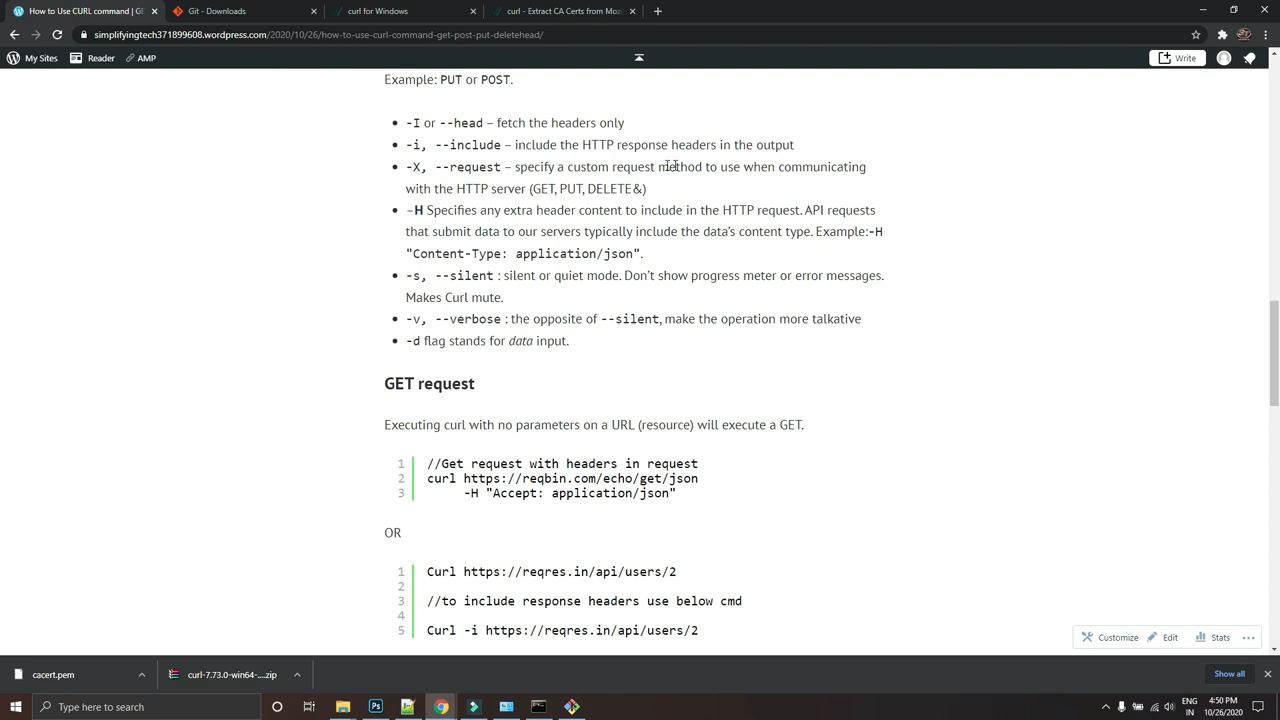 How to Use CURL command | GE
Git - Downloads
curl for Windows
curl - Extract CA Certs from Mozi
simplifyingtech371899608.wordpress.com/2020/10/26/how-to-use-curl-command-get-post-put-deletehead/
My Sites
Reader
AMP
Write
Example: PUT or POST.
-I or --head – fetch the headers only
-i, --include – include the HTTP response headers in the output
-X, --request – specify a custom request method to use when communicating
with the HTTP server (GET, PUT, DELETE&)
–H Specifies any extra header content to include in the HTTP request. API requests
that submit data to our servers typically include the data’s content type. Example:-H
"Content-Type: application/json".
-s, --silent : silent or quiet mode. Don’t show progress meter or error messages.
Makes Curl mute.
-v, --verbose : the opposite of --silent, make the operation more talkative
-d flag stands for data input.
GET request
Executing curl with no parameters on a URL (resource) will execute a GET.
1 //Get request with headers in request
2 curl https://reqbin.com/echo/get/json
3 -H "Accept: application/json"
OR
1 Curl https://reqres.in/api/users/2
2
3 //to include response headers use below cmd
4
5 Curl -i https://reqres.in/api/users/2
Customize
Edit
Stats
cacert.pem
curl-7.73.0-win64-....zip
Show all
Type here to search
ENG
IN
4:50 PM
10/26/2020